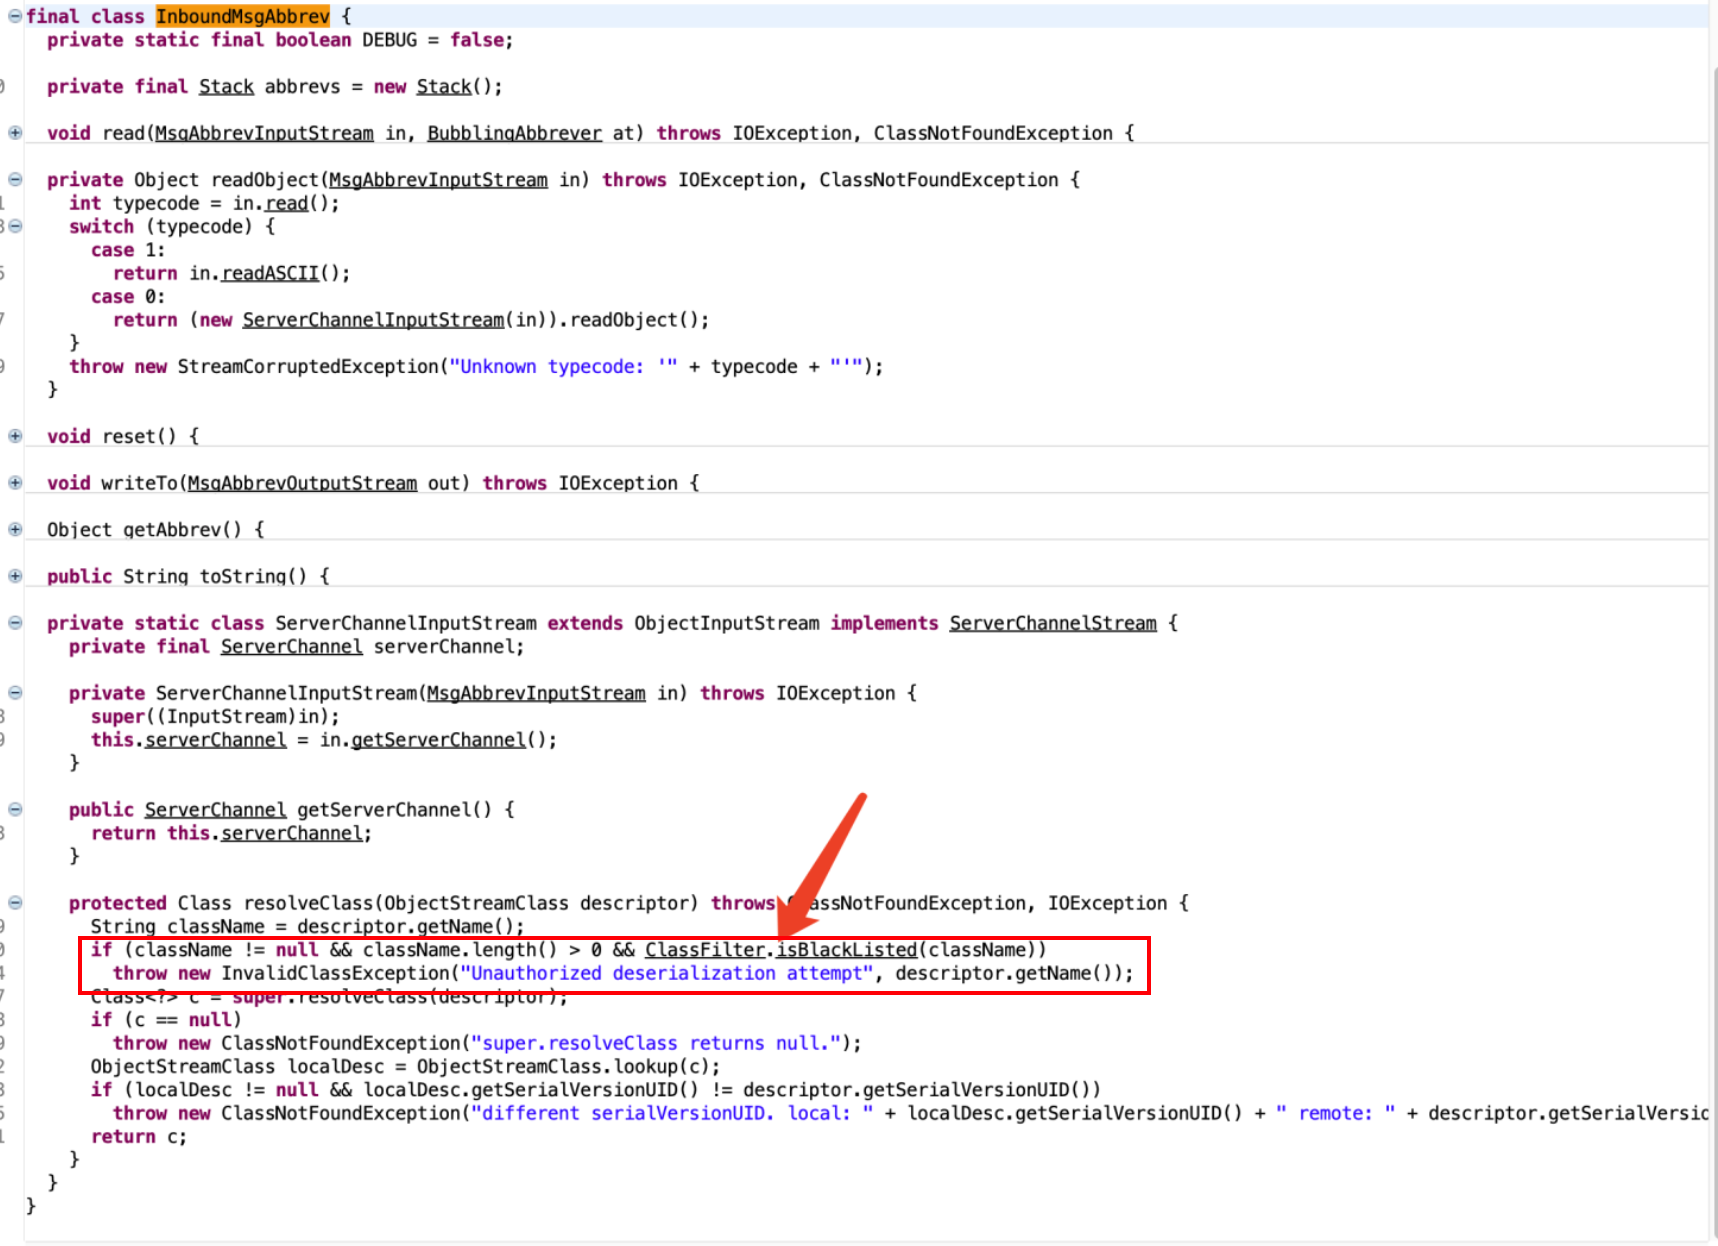 final class InboundMsgAbbrev {
private static final boolean DEBUG = false;
private final Stack abbrevs = new Stack();
void read(MsgAbbrevInputStream in, BubblingAbbrever at) throws IOException, ClassNotFoundException {
private Object readObject(MsgAbbrevInputStream in) throws IOException, ClassNotFoundException {
int typecode = in.read();
switch (typecode) {
case 1:
return in.readASCII();
case 0:
return (new ServerChannelInputStream(in)).readObject();
}
throw new StreamCorruptedException("Unknown typecode: '" + typecode + "'");
}
void reset() {
void writeTo(MsgAbbrevOutputStream out) throws IOException {
Object getAbbrev() {
public String toString() {
private static class ServerChannelInputStream extends ObjectInputStream implements ServerChannelStream {
private final ServerChannel serverChannel;
private ServerChannelInputStream(MsgAbbrevInputStream in) throws IOException {
super((InputStream)in);
this.serverChannel = in.getServerChannel();
}
public ServerChannel getServerChannel() {
return this.serverChannel;
}
protected Class resolveClass(ObjectStreamClass descriptor) throws ClassNotFoundException, IOException {
String className = descriptor.getName();
if (className != null && className.length() > 0 && ClassFilter.isBlackListed(className))
throw new InvalidClassException("Unauthorized deserialization attempt", descriptor.getName());
Class<?> c = super.resolveClass(descriptor);
if (c == null)
throw new ClassNotFoundException("super.resolveClass returns null.");
ObjectStreamClass localDesc = ObjectStreamClass.lookup(c);
if (localDesc != null && localDesc.getSerialVersionUID() != descriptor.getSerialVersionUID())
throw new ClassNotFoundException("different serialVersionUID. local: " + localDesc.getSerialVersionUID() + " remote: " + descriptor.getSerialVersio
return c;
}
}
}